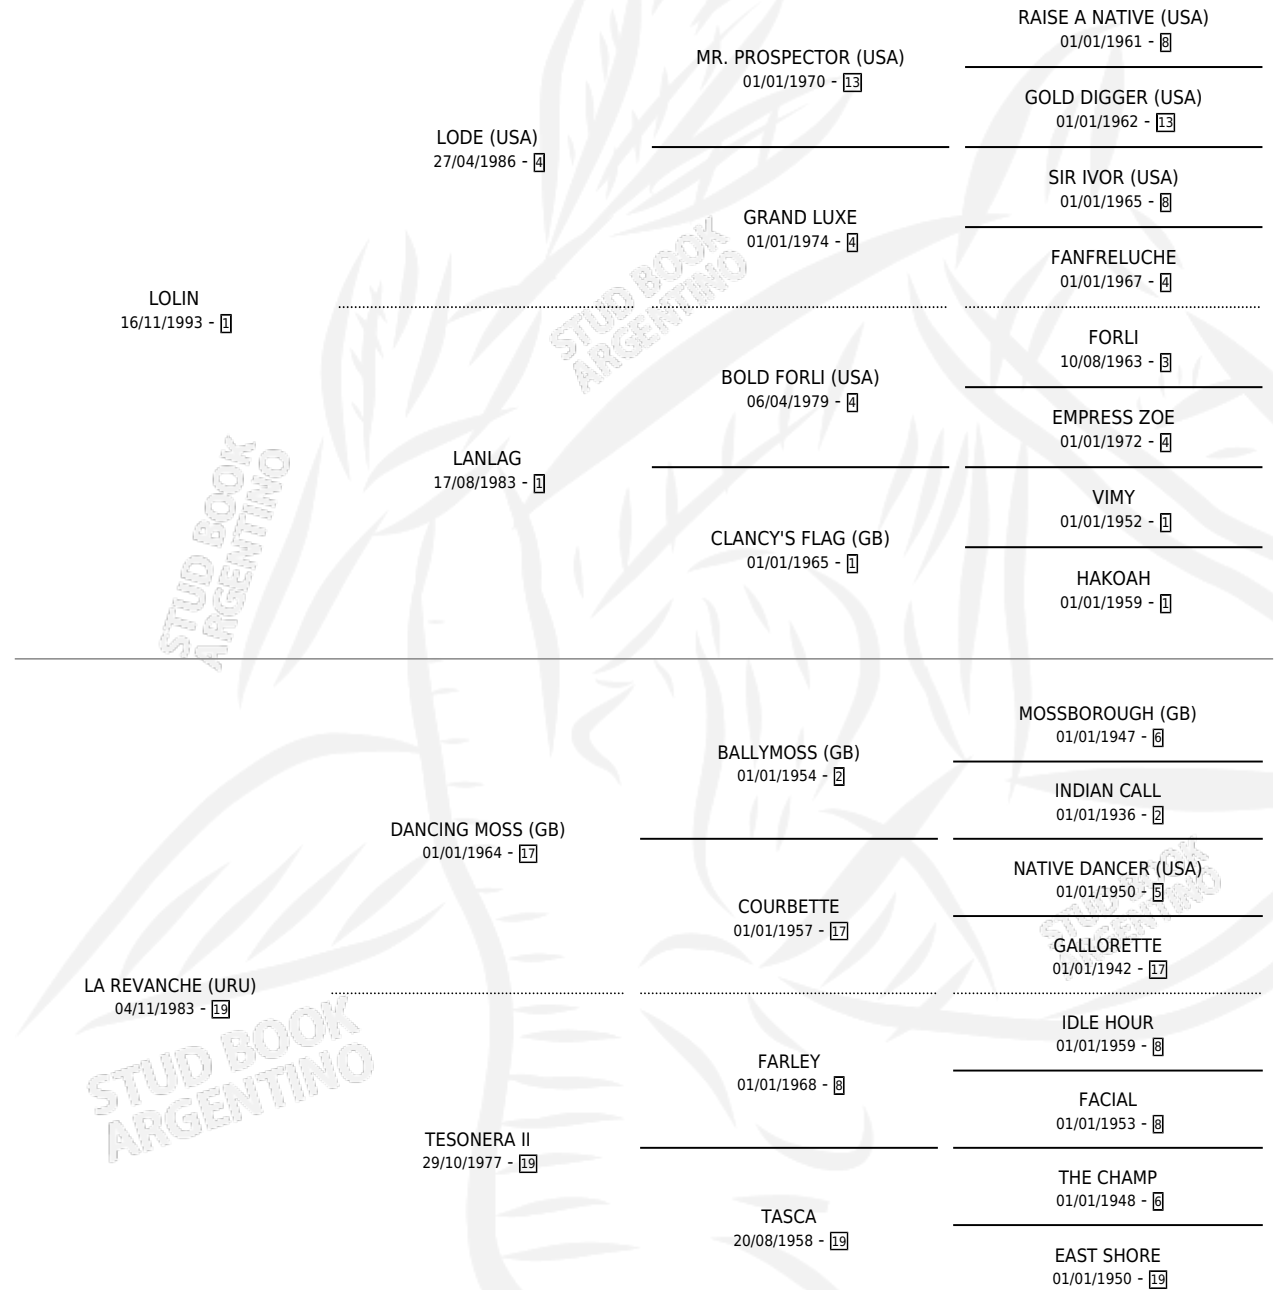 RAISE A NATIVE (USA)
01/01/1961 - 8
MR. PROSPECTOR (USA)
01/01/1970 - 13
GOLD DIGGER (USA)
01/01/1962 - 13
LODE (USA)
27/04/1986 - 4
SIR IVOR (USA)
01/01/1965 - 8
GRAND LUXE
01/01/1974 - 4
FANFRELUCHE
01/01/1967 - 4
LOLIN
16/11/1993 - 1
FORLI
10/08/1963 - 3
BOLD FORLI (USA)
06/04/1979 - 4
EMPRESS ZOE
01/01/1972 - 4
LANLAG
17/08/1983 - 1
VIMY
01/01/1952 - 1
CLANCY'S FLAG (GB)
01/01/1965 - 1
HAKOAH
01/01/1959 - 1
MOSSBOROUGH (GB)
01/01/1947 - 6
BALLYMOSS (GB)
01/01/1954 - 2
INDIAN CALL
01/01/1936 - 2
DANCING MOSS (GB)
01/01/1964 - 17
NATIVE DANCER (USA)
01/01/1950 - 5
COURBETTE
01/01/1957 - 17
GALLORETTE
01/01/1942 - 17
LA REVANCHE (URU)
04/11/1983 - 19
IDLE HOUR
01/01/1959 - 8
FARLEY
01/01/1968 - 8
FACIAL
01/01/1953 - 8
TESONERA II
29/10/1977 - 19
THE CHAMP
01/01/1948 - 6
TASCA
20/08/1958 - 19
EAST SHORE
01/01/1950 - 19
STUD BOOK
ARGENTINO
STUD BOOK
ARGENTINO
STUD BOOK
ARGENTINO
STUD BOOK
ARGENTINO